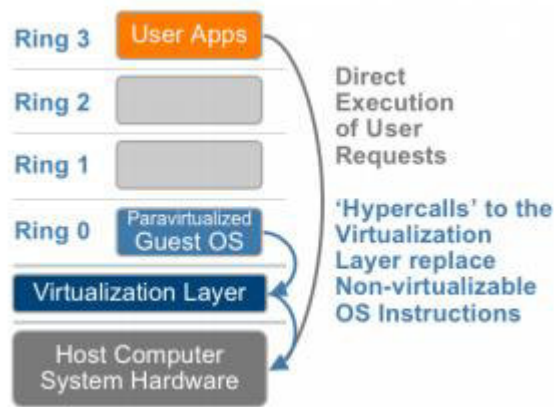 Ring 3
User Apps
Ring 2
Ring 1
Ring 0
Paravirtualized
Guest OS
Virtualization Layer
Host Computer
System Hardware
Direct
Execution
of User
Requests
‘Hypercalls’ to the
Virtualization
Layer replace
Non-virtualizable
OS Instructions